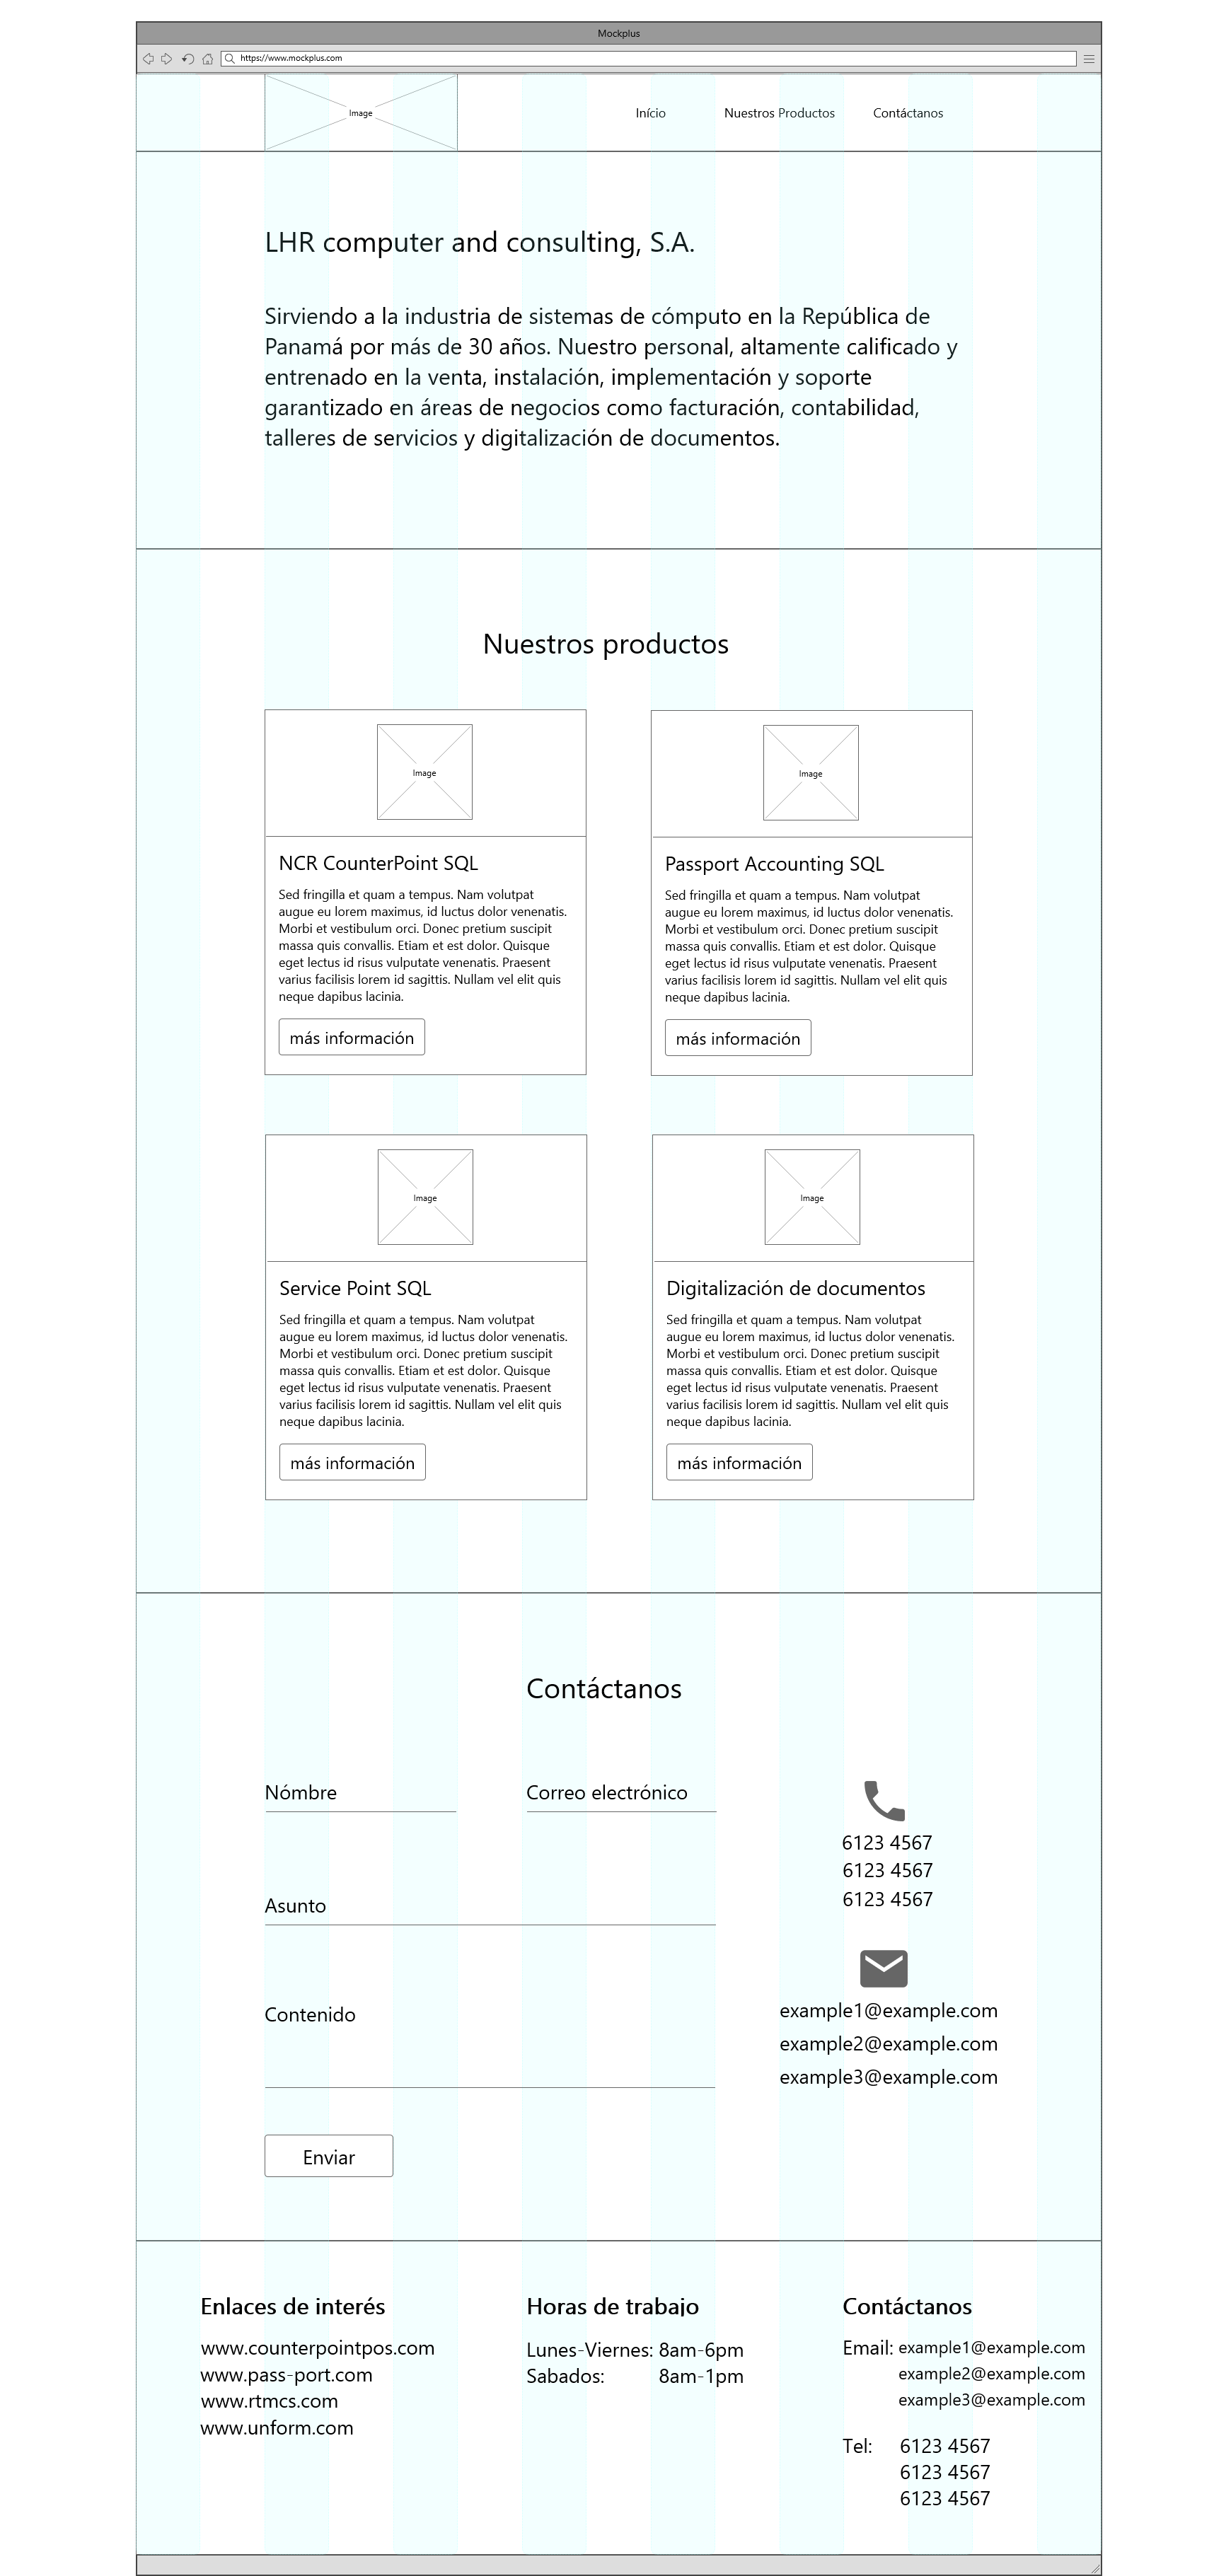 Mockplus
https://www.mockplus.com
Image
Início
Nuestros Productos
Contáctanos
LHR computer and consulting, S.A.
Sirviendo a la industria de sistemas de cómputo en la República de
Panamá por más de 30 años. Nuestro personal, altamente calificado y
entrenado en la venta, instalación, implementación y soporte
garantizado en áreas de negocios como facturación, contabilidad,
talleres de servicios y digitalización de documentos.
Nuestros productos
Image
NCR CounterPoint SQL
Sed fringilla et quam a tempus. Nam volutpat
augue eu lorem maximus, id luctus dolor venenatis.
Morbi et vestibulum orci. Donec pretium suscipit
massa quis convallis. Etiam et est dolor. Quisque
eget lectus id risus vulputate venenatis. Praesent
varius facilisis lorem id sagittis. Nullam vel elit quis
neque dapibus lacinia.
más información
Image
Passport Accounting SQL
Sed fringilla et quam a tempus. Nam volutpat
augue eu lorem maximus, id luctus dolor venenatis.
Morbi et vestibulum orci. Donec pretium suscipit
massa quis convallis. Etiam et est dolor. Quisque
eget lectus id risus vulputate venenatis. Praesent
varius facilisis lorem id sagittis. Nullam vel elit quis
neque dapibus lacinia.
más información
Image
Service Point SQL
Sed fringilla et quam a tempus. Nam volutpat
augue eu lorem maximus, id luctus dolor venenatis.
Morbi et vestibulum orci. Donec pretium suscipit
massa quis convallis. Etiam et est dolor. Quisque
eget lectus id risus vulputate venenatis. Praesent
varius facilisis lorem id sagittis. Nullam vel elit quis
neque dapibus lacinia.
más información
Image
Digitalización de documentos
Sed fringilla et quam a tempus. Nam volutpat
augue eu lorem maximus, id luctus dolor venenatis.
Morbi et vestibulum orci. Donec pretium suscipit
massa quis convallis. Etiam et est dolor. Quisque
eget lectus id risus vulputate venenatis. Praesent
varius facilisis lorem id sagittis. Nullam vel elit quis
neque dapibus lacinia.
más información
Contáctanos
Nómbre
Correo electrónico
Asunto
Contenido
Enviar
6123 4567
6123 4567
6123 4567
example1@example.com
example2@example.com
example3@example.com
Enlaces de interés
www.counterpointpos.com
www.pass-port.com
www.rtmcs.com
www.unform.com
Horas de trabajo
Lunes-Viernes: 8am-6pm
Sabados: 8am-1pm
Contáctanos
Email: example1@example.com
example2@example.com
example3@example.com
Tel: 6123 4567
6123 4567
6123 4567